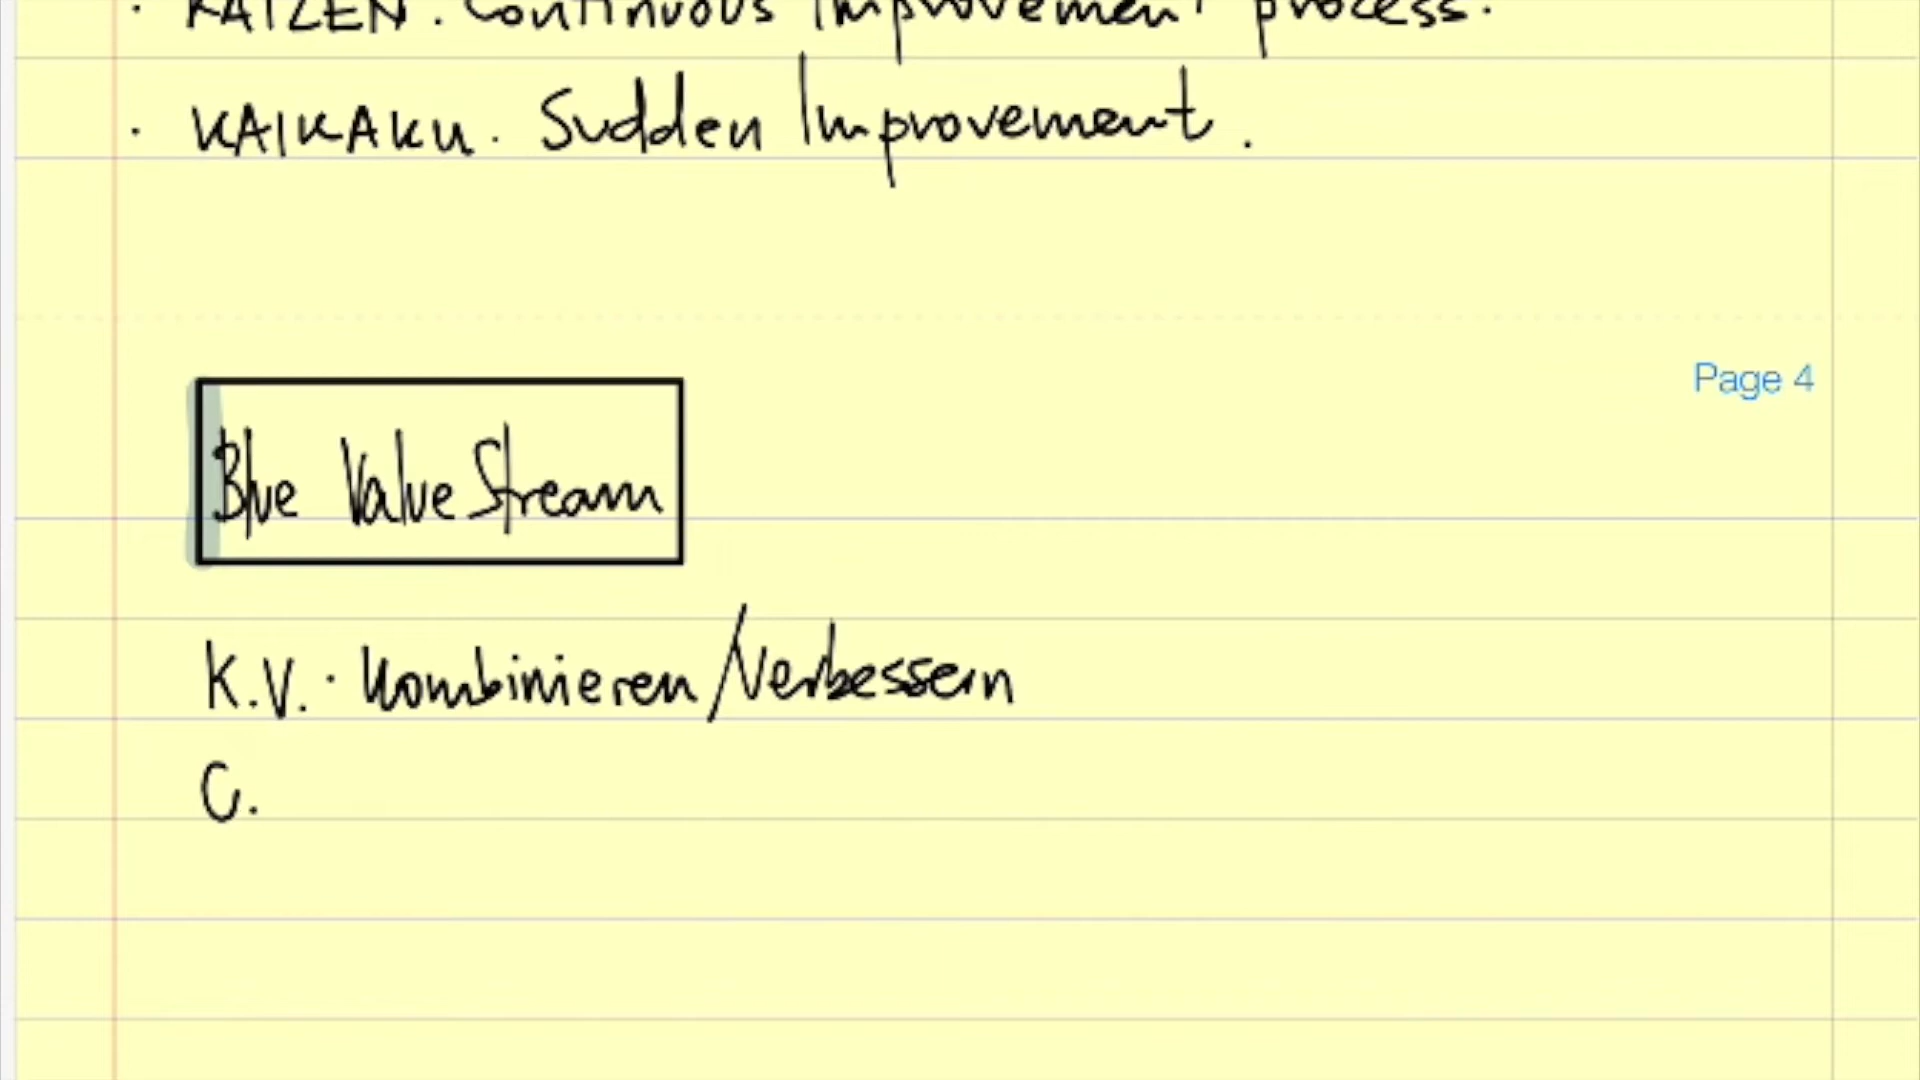 · KAIZEN. Continuous Improvement process.
· KAIKAKU. Sudden Improvement.
Page 4
Blue Value Stream
K.V. · Kombinieren/Verbessern
C.